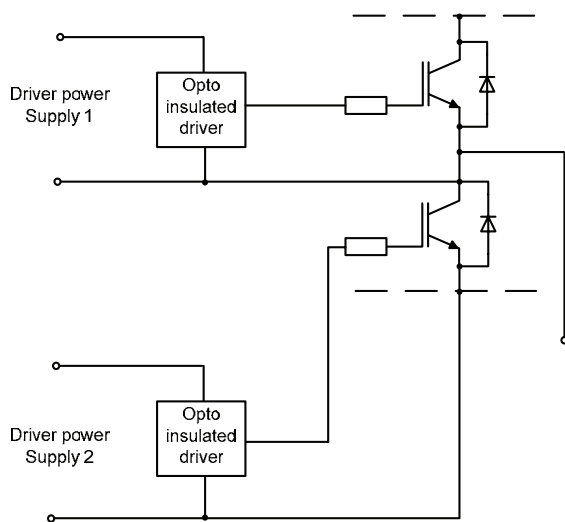 Opto
insulated
driver
Driver power
Supply 1
Opto
insulated
driver
Driver power
Supply 2